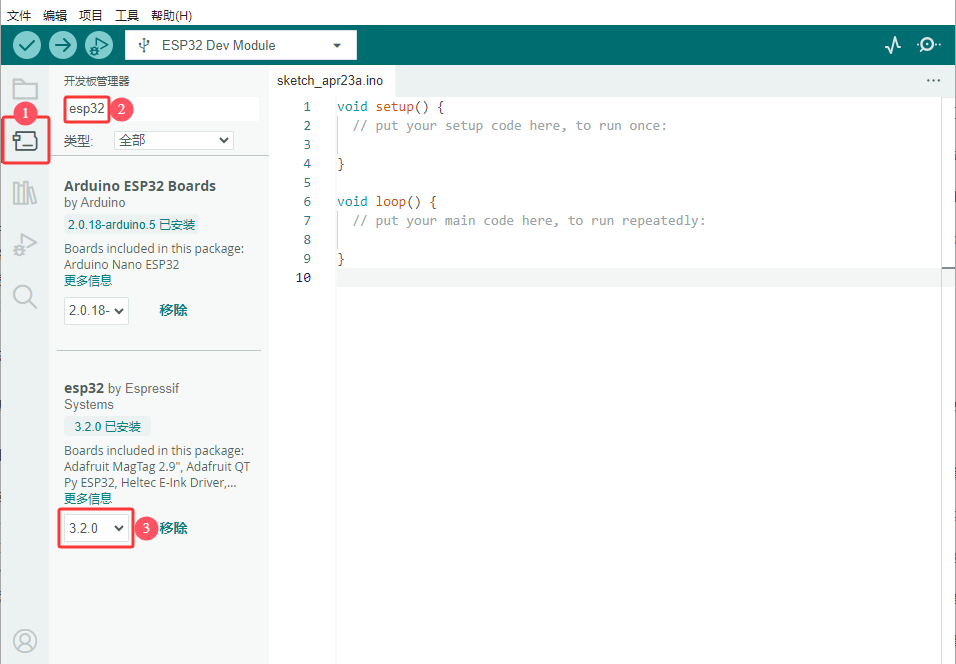 文件 编辑 项目 工具 帮助(H)
ESP32 Dev Module
开发板管理器
sketch_apr23a.ino
1
esp32
2
类型:
全部
Arduino ESP32 Boards
by Arduino
2.0.18-arduino.5 已安装
Boards included in this package:
Arduino Nano ESP32
更多信息
2.0.18-
移除
esp32 by Espressif
Systems
3.2.0 已安装
Boards included in this package:
Adafruit MagTag 2.9", Adafruit QT
Py ESP32, Heltec E-Ink Driver,...
更多信息
3.2.0
3
移除
1 void setup() {
2 // put your setup code here, to run once:
3
4 }
5
6 void loop() {
7 // put your main code here, to run repeatedly:
8
9 }
10